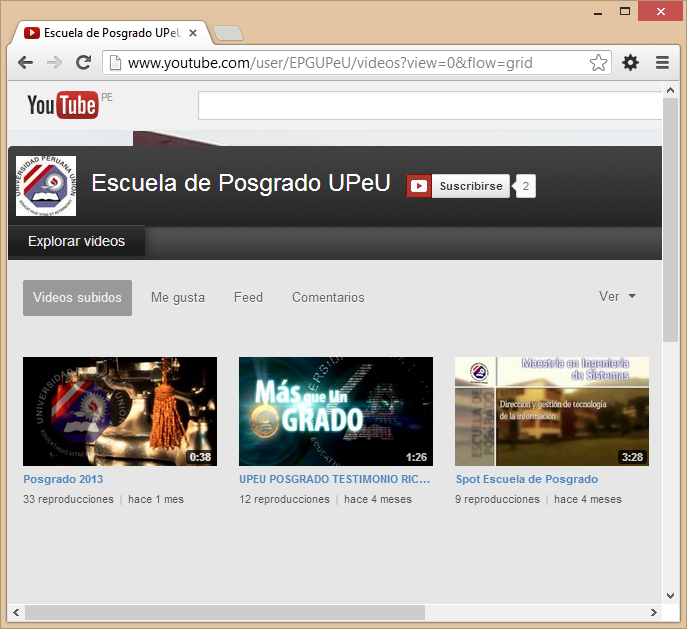 Escuela de Posgrado UPeU
www.youtube.com/user/EPGUPeU/videos?view=0&flow=grid
YouTube PE
UNIVERSIDAD PERUANA UNION
Escuela de Posgrado UPeU
Suscribirse
2
Explorar videos
Videos subidos
Me gusta
Feed
Comentarios
Ver
UNIVERSIDAD PERUANA UNION
0:38
Más que Un
GRADO
1:26
Maestría en Ingeniería
de Sistemas
ESCUELA DE
POSGRADO
Dirección y gestión de tecnología
de la información
3:28
Posgrado 2013
33 reproducciones | hace 1 mes
UPEU POSGRADO TESTIMONIO RIC...
12 reproducciones | hace 4 meses
Spot Escuela de Posgrado
9 reproducciones | hace 4 meses